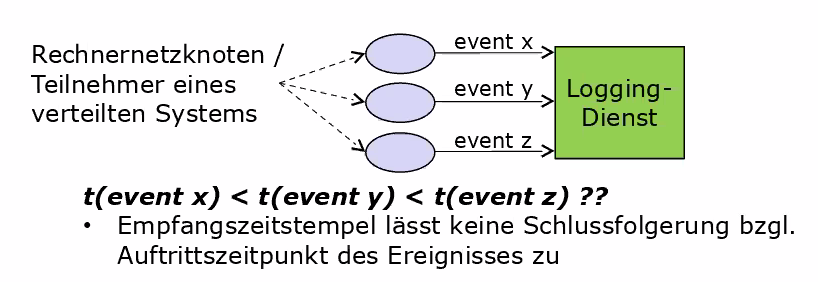 Rechnernetzknoten /
Teilnehmer eines
verteilten Systems
event x
event y
event z
Logging-
Dienst
t(event x) < t(event y) < t(event z) ??
• Empfangszeitstempel lässt keine Schlussfolgerung bzgl.
Auftrittszeitpunkt des Ereignisses zu